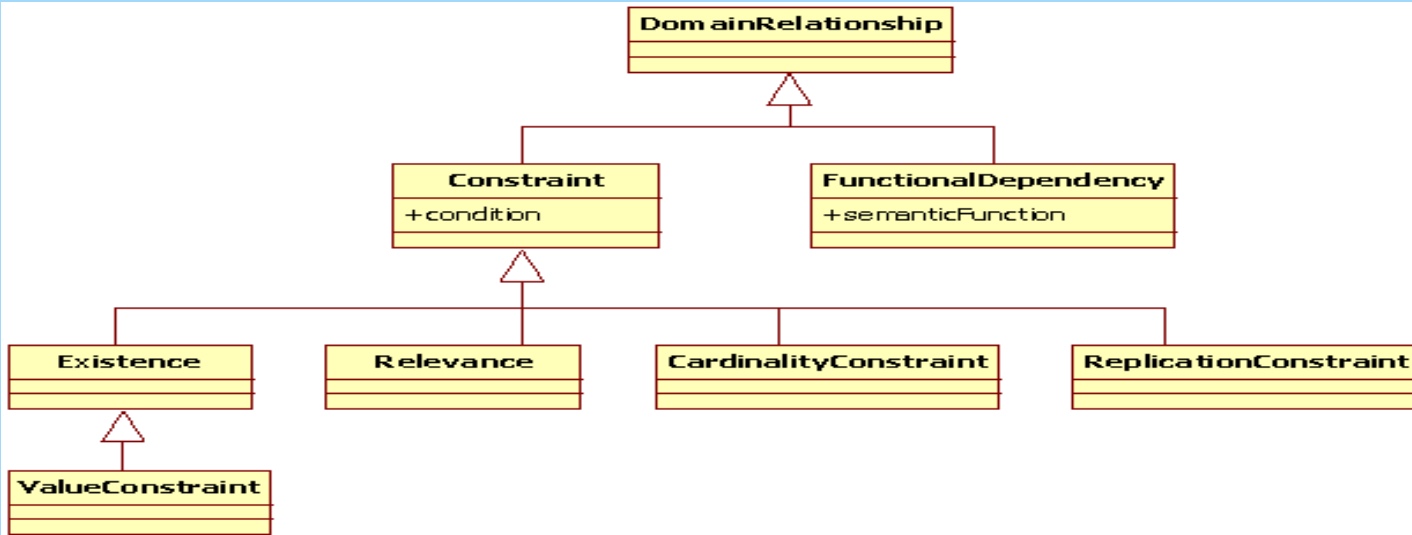 DomainRelationship
Constraint
+condition
FunctionalDependency
+semanticFunction
Existence
Relevance
CardinalityConstraint
ReplicationConstraint
ValueConstraint